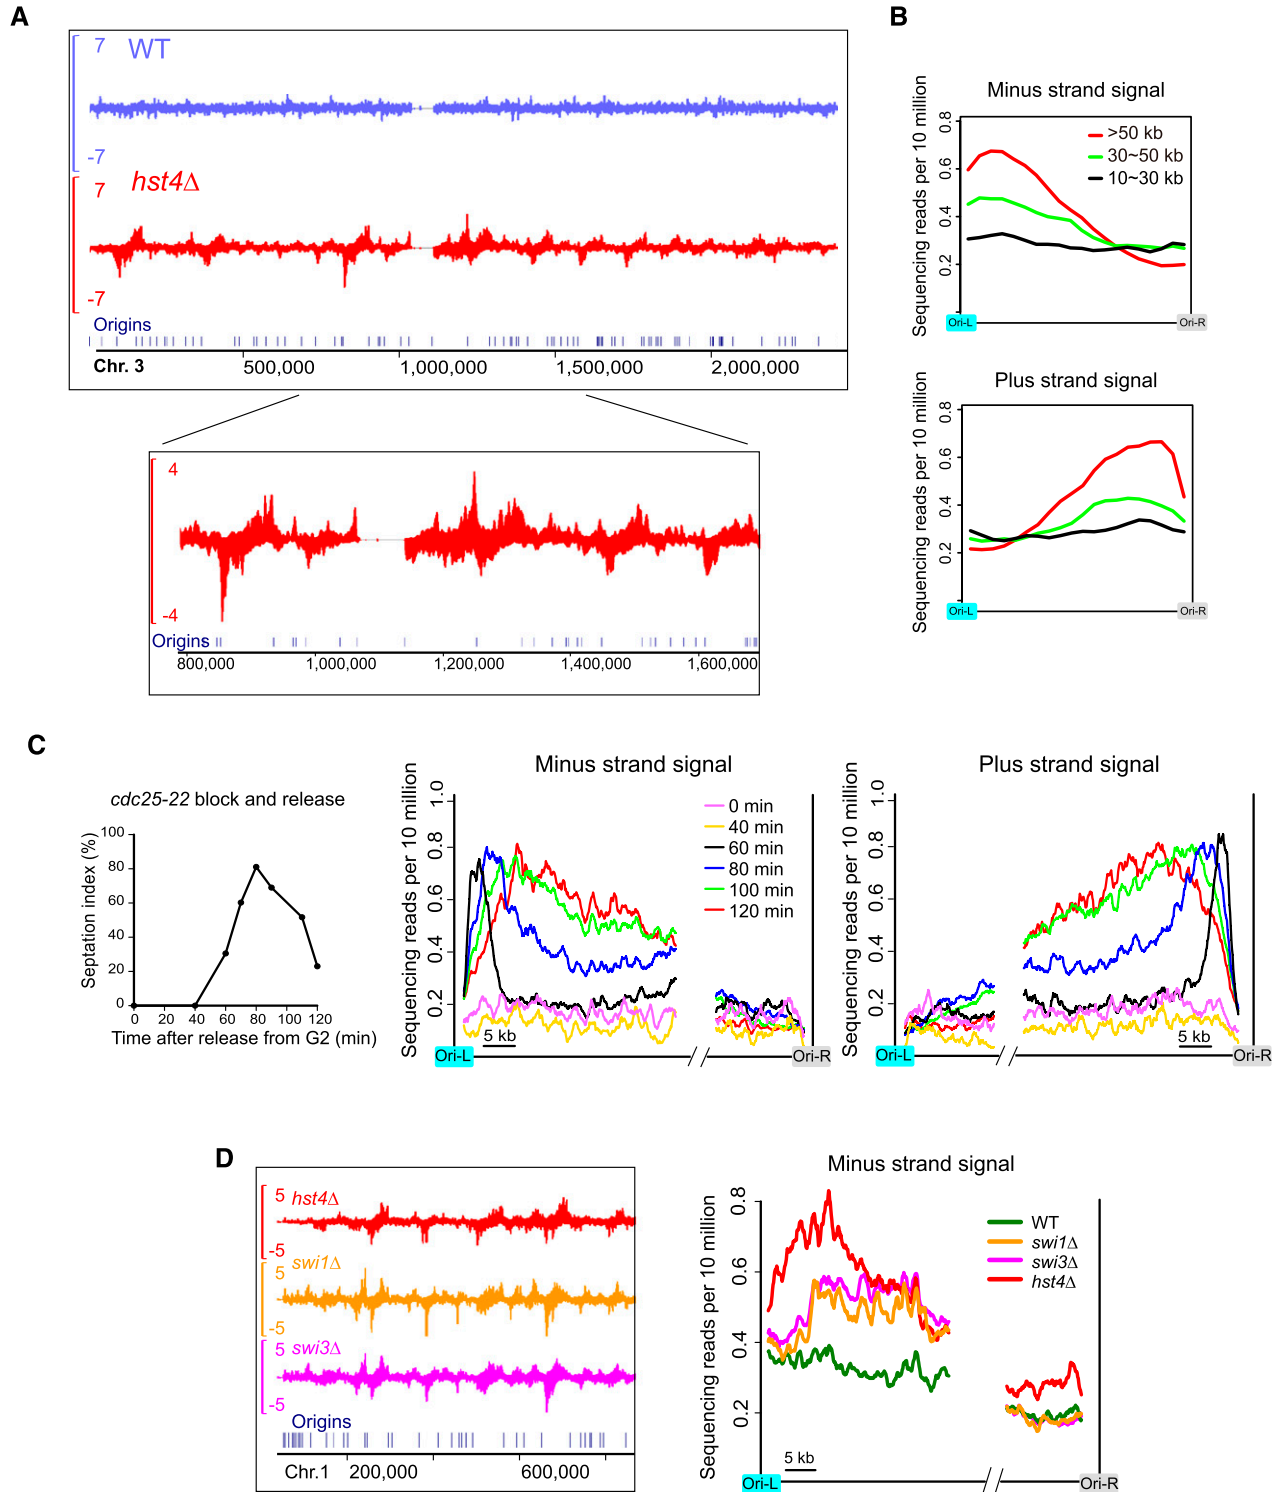 A
7 WT
-7
7 hst4Δ
-7
Origins
Chr. 3 500,000 1,000,000 1,500,000 2,000,000
4
-4
Origins
800,000 1,000,000 1,200,000 1,400,000 1,600,000
B
Minus strand signal
Sequencing reads per 10 million
0.8
0.6
0.4
0.2
>50 kb
30~50 kb
10~30 kb
Ori-L Ori-R
Plus strand signal
Sequencing reads per 10 million
0.8
0.6
0.4
0.2
Ori-L Ori-R
C
cdc25-22 block and release
Septation index (%)
100
80
60
40
20
0
0 20 40 60 80 100 120
Time after release from G2 (min)
Minus strand signal
Sequencing reads per 10 million
1.0
0.8
0.6
0.4
0.2
0 min
40 min
60 min
80 min
100 min
120 min
5 kb
Ori-L Ori-R
Plus strand signal
Sequencing reads per 10 million
1.0
0.8
0.6
0.4
0.2
5 kb
Ori-L Ori-R
D
5 hst4Δ
-5
5 swi1Δ
-5
5 swi3Δ
-5
Origins
Chr.1 200,000 600,000
Minus strand signal
Sequencing reads per 10 million
0.8
0.6
0.4
0.2
WT
swi1Δ
swi3Δ
hst4Δ
5 kb
Ori-L Ori-R